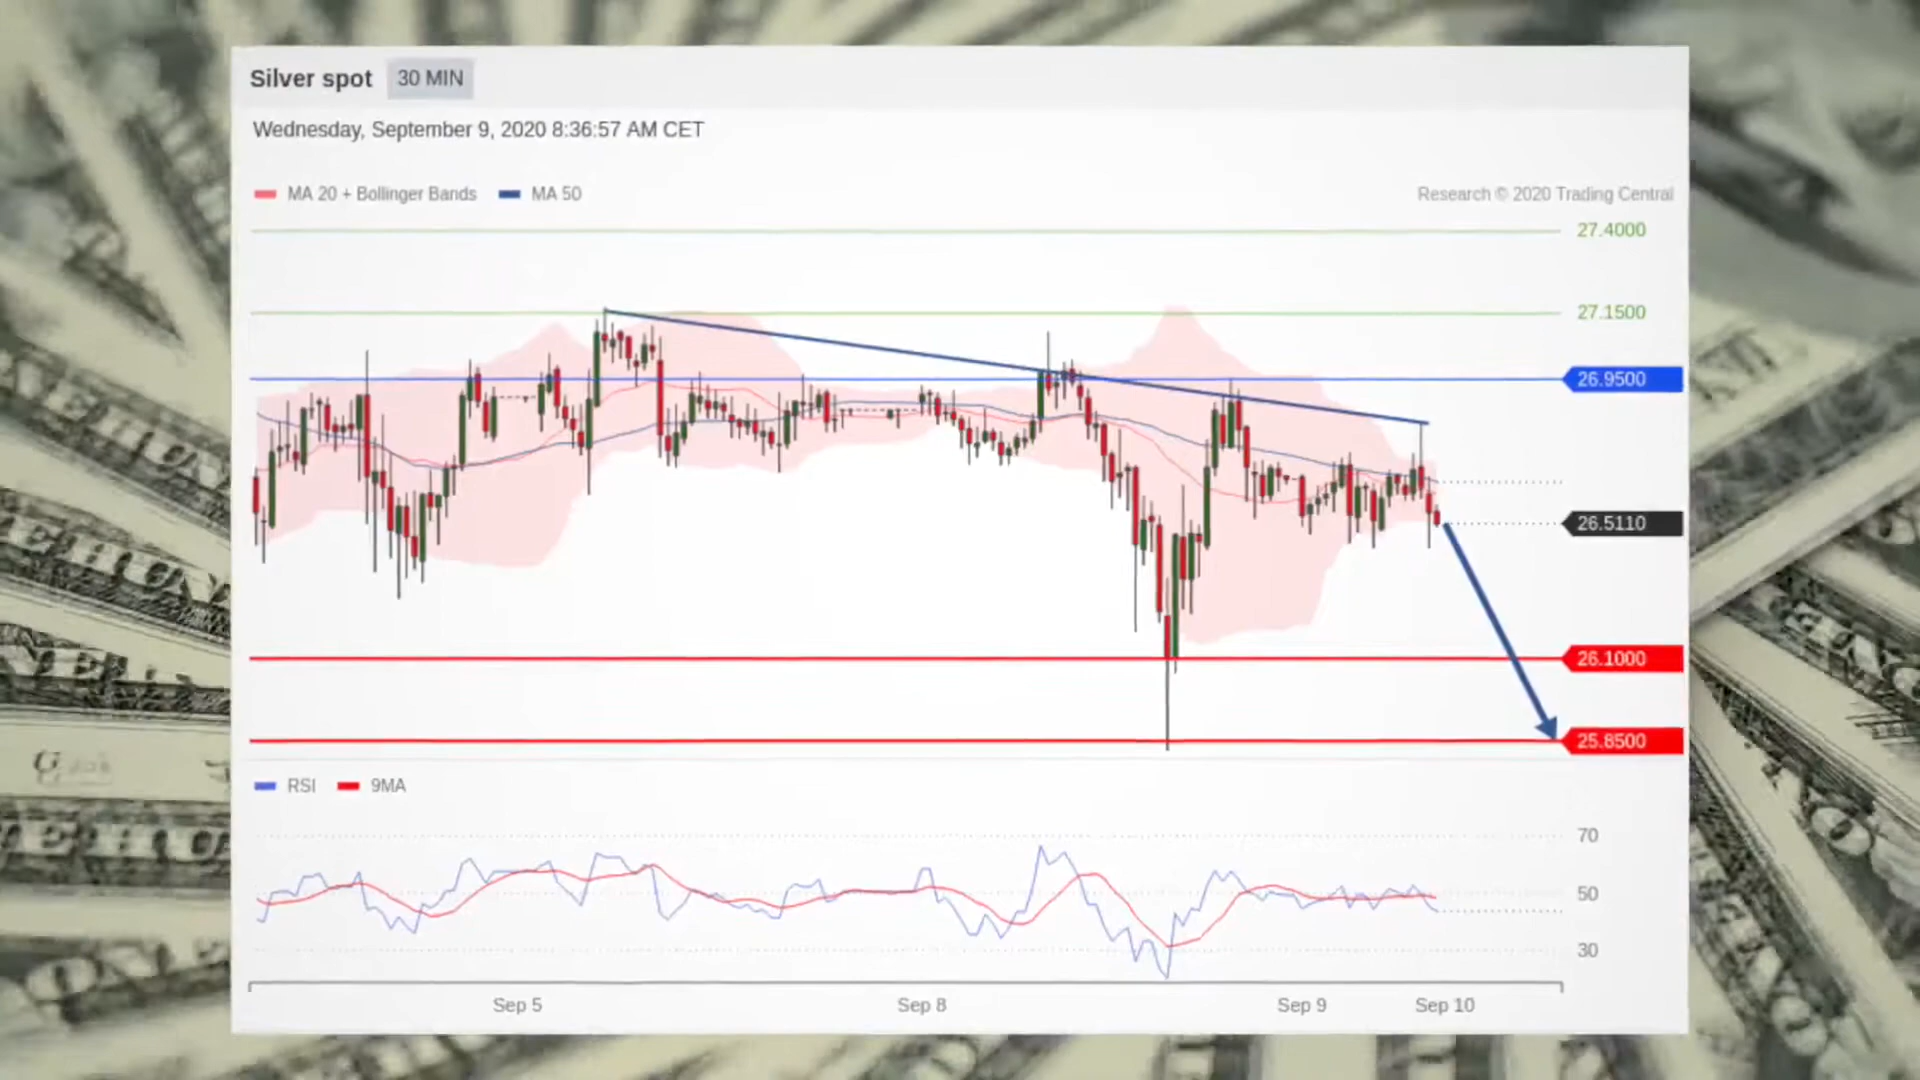 Silver spot 30 MIN
Wednesday, September 9, 2020 8:36:57 AM CET
MA 20 + Bollinger Bands MA 50
Research © 2020 Trading Central
27.4000
27.1500
26.9500
26.5110
26.1000
25.8500
RSI 9MA
70
50
30
Sep 5 Sep 8 Sep 9 Sep 10